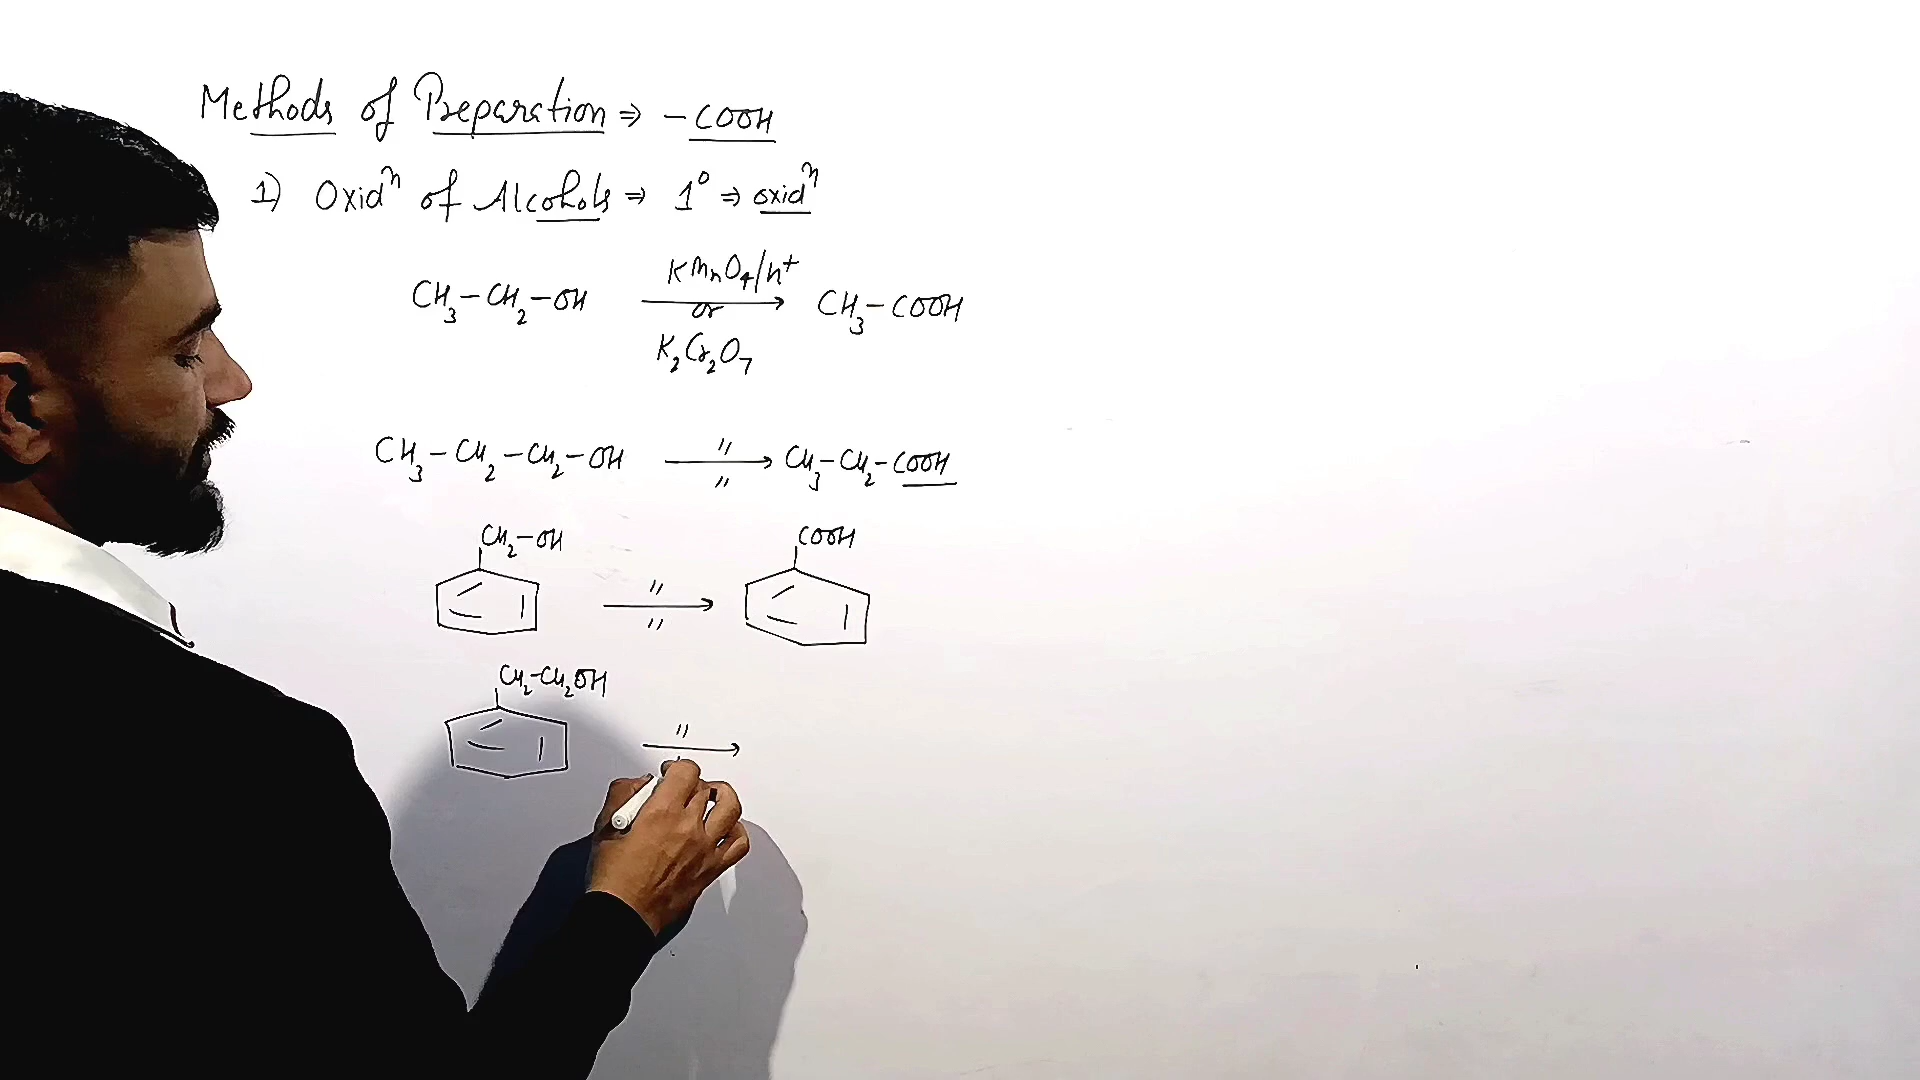 Methods of Preparation ⇒ -COOH
1) Oxidⁿ of Alcohols ⇒ 1° ⇒ oxidⁿ
CH₃-CH₂-OH KMnO₄/H⁺ or K₂Cr₂O₇ → CH₃-COOH
CH₃-CH₂-CH₂-OH → " " CH₃-CH₂-COOH
CH₂-OH COOH
" "
CH₂-CH₂OH
"